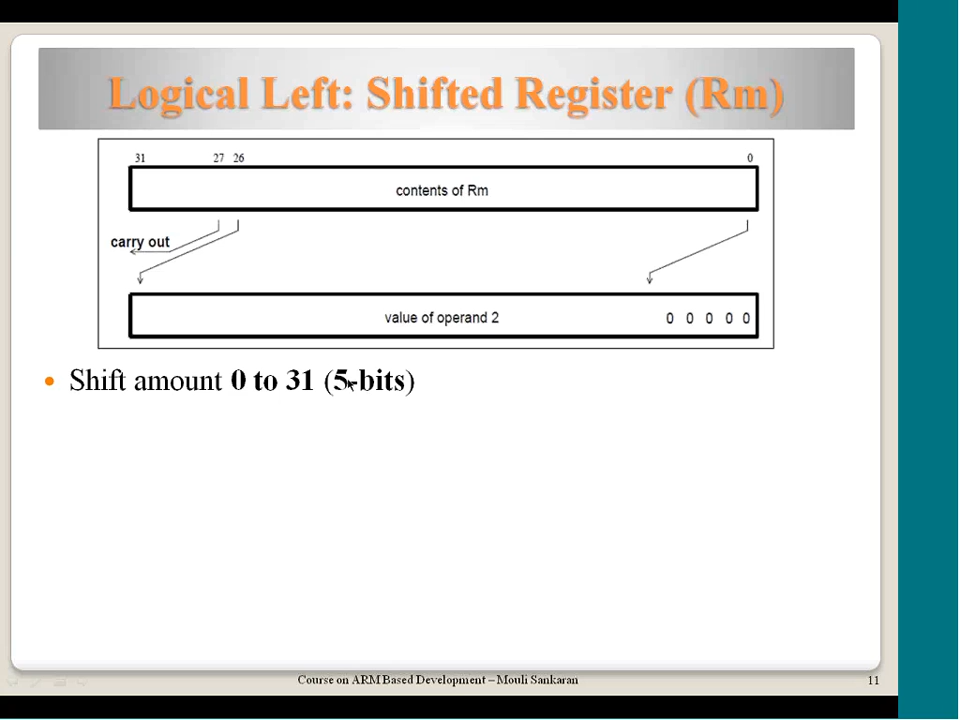 Logical Left: Shifted Register (Rm)
31 27 26 0
contents of Rm
carry out
value of operand 2 0 0 0 0 0
• Shift amount 0 to 31 (5-bits)
Course on ARM Based Development – Mouli Sankaran 11